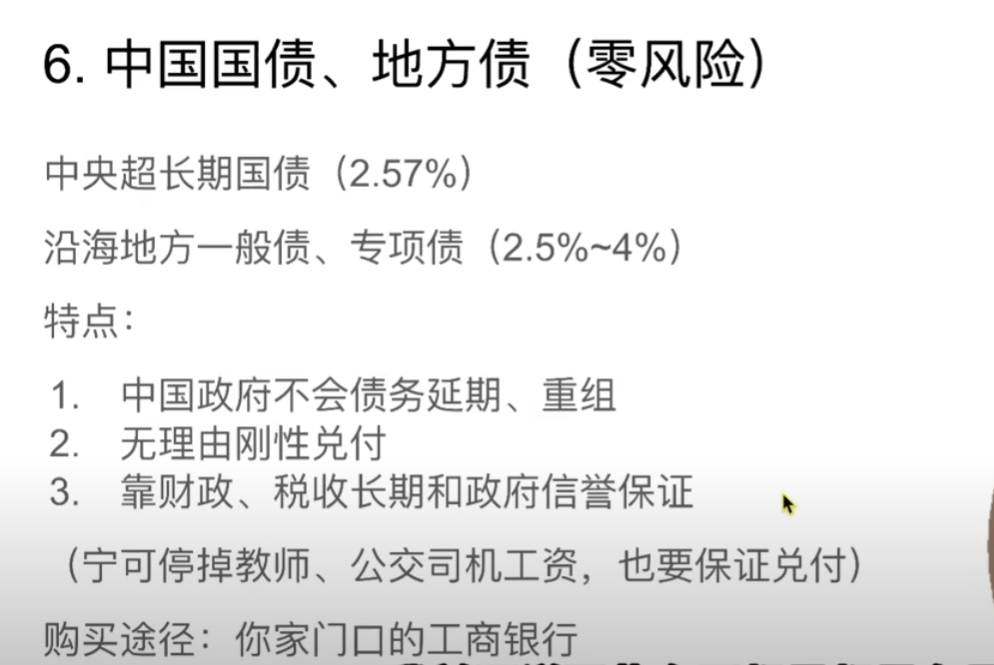 6. 中国国债、地方债（零风险）
中央超长期国债（2.57%）
沿海地方一般债、专项债（2.5%~4%）
特点：
1. 中国政府不会债务延期、重组
2. 无理由刚性兑付
3. 靠财政、税收长期和政府信誉保证
（宁可停掉教师、公交司机工资，也要保证兑付）
购买途径：你家门口的工商银行